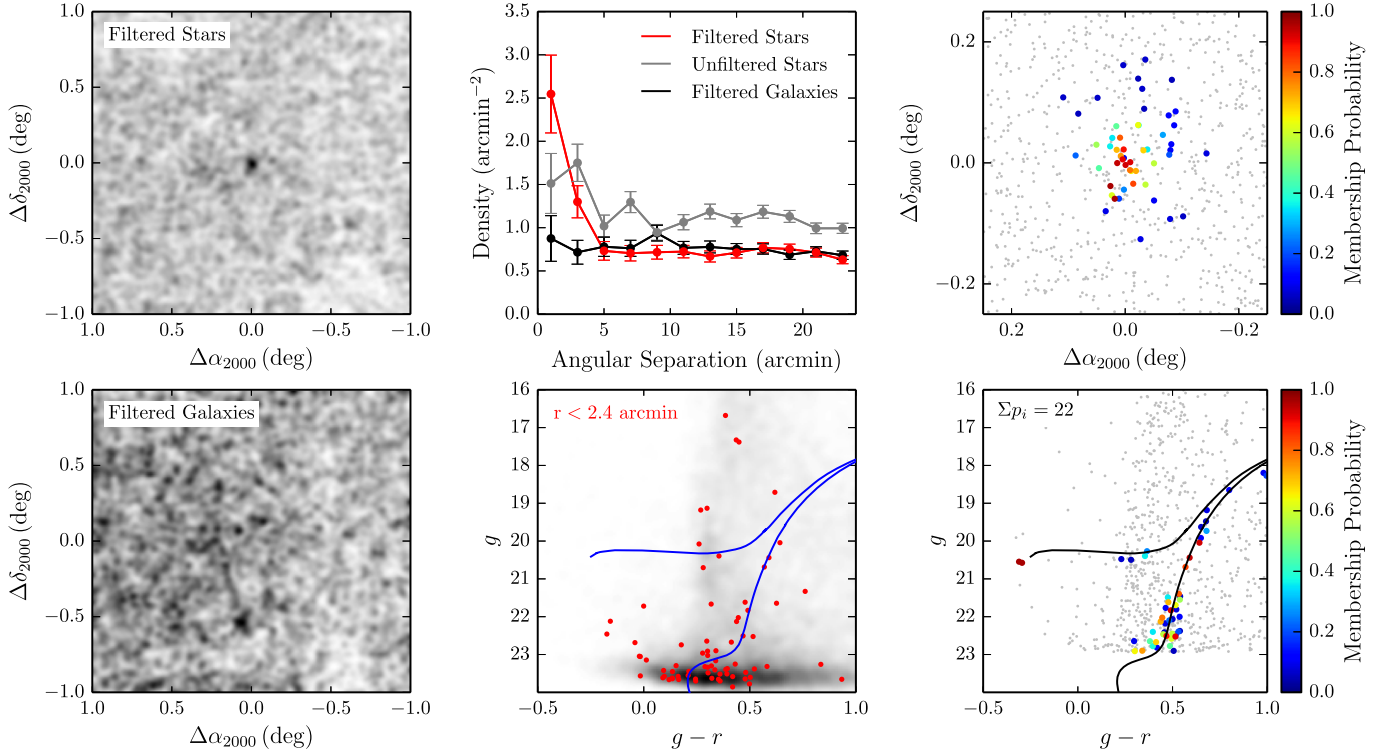 Filtered Stars
1.0
0.5
0.0
−0.5
−1.0
Δδ2000 (deg)
1.0 0.5 0.0 −0.5 −1.0
Δα2000 (deg)
3.5
3.0
2.5
2.0
1.5
1.0
0.5
0.0
Density (arcmin−2)
Filtered Stars
Unfiltered Stars
Filtered Galaxies
0 5 10 15 20
Angular Separation (arcmin)
0.2
0.0
−0.2
Δδ2000 (deg)
0.2 0.0 −0.2
Δα2000 (deg)
1.0
0.8
0.6
0.4
0.2
0.0
Membership Probability
Filtered Galaxies
1.0
0.5
0.0
−0.5
−1.0
Δδ2000 (deg)
1.0 0.5 0.0 −0.5 −1.0
Δα2000 (deg)
r < 2.4 arcmin
16
17
18
19
20
21
22
23
g
−0.5 0.0 0.5 1.0
g − r
Σpi = 22
16
17
18
19
20
21
22
23
g
−0.5 0.0 0.5 1.0
g − r
1.0
0.8
0.6
0.4
0.2
0.0
Membership Probability